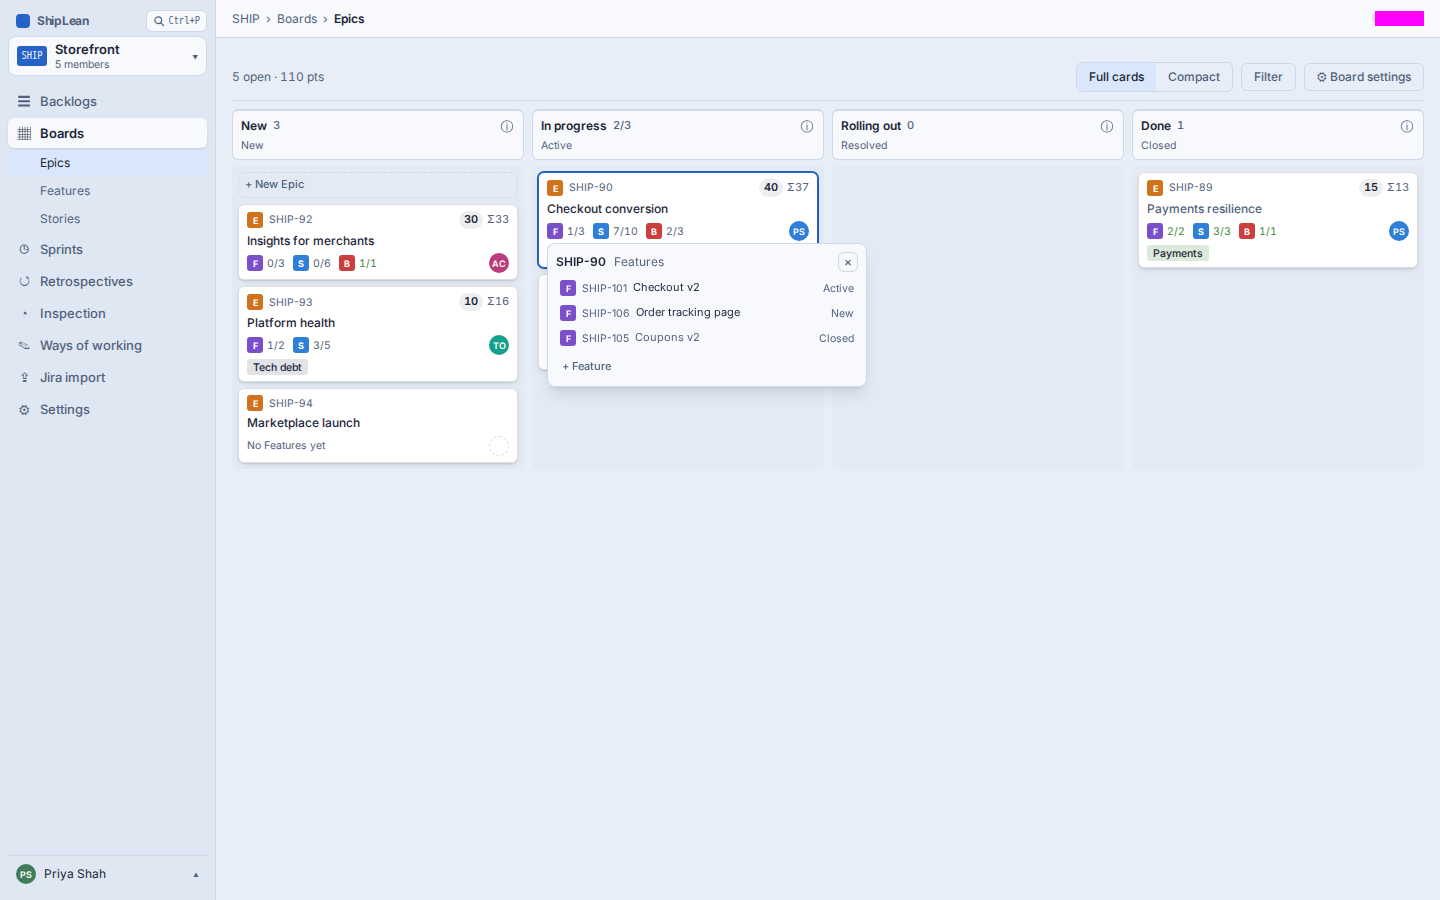 ShipLean
Ctrl+P
SHIP
Storefront
5 members
Backlogs
Boards
Epics
Features
Stories
Sprints
Retrospectives
Inspection
Ways of working
Jira import
Settings
PS Priya Shah
SHIP › Boards › Epics
5 open · 110 pts
Full cards
Compact
Filter
Board settings
New 3
New
+ New Epic
E SHIP-92 30 Σ33
Insights for merchants
F 0/3 S 0/6 B 1/1 AC
E SHIP-93 10 Σ16
Platform health
F 1/2 S 3/5 TO
Tech debt
E SHIP-94
Marketplace launch
No Features yet
In progress 2/3
Active
E SHIP-90 40 Σ37
Checkout conversion
F 1/3 S 7/10 B 2/3 PS
SHIP-90 Features
F SHIP-101 Checkout v2 Active
F SHIP-106 Order tracking page New
F SHIP-105 Coupons v2 Closed
+ Feature
Rolling out 0
Resolved
Done 1
Closed
E SHIP-89 15 Σ13
Payments resilience
F 2/2 S 3/3 B 1/1 PS
Payments